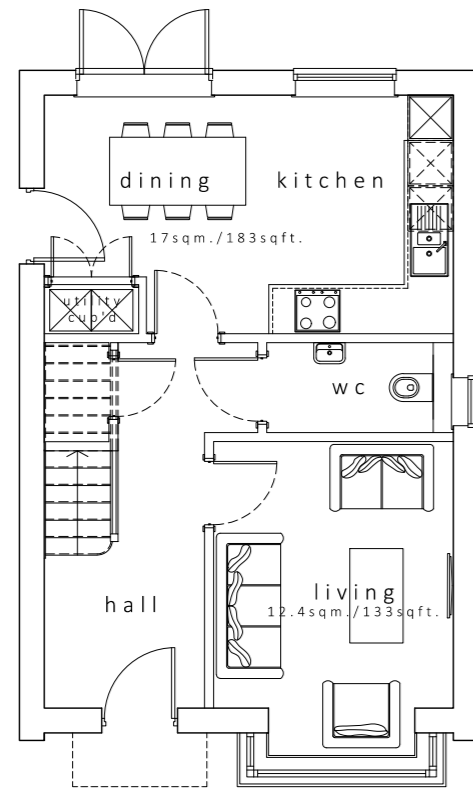 dining kitchen
17sqm./183sqft.
utility
cup'd
wc
living
12.4sqm./133sqft.
hall